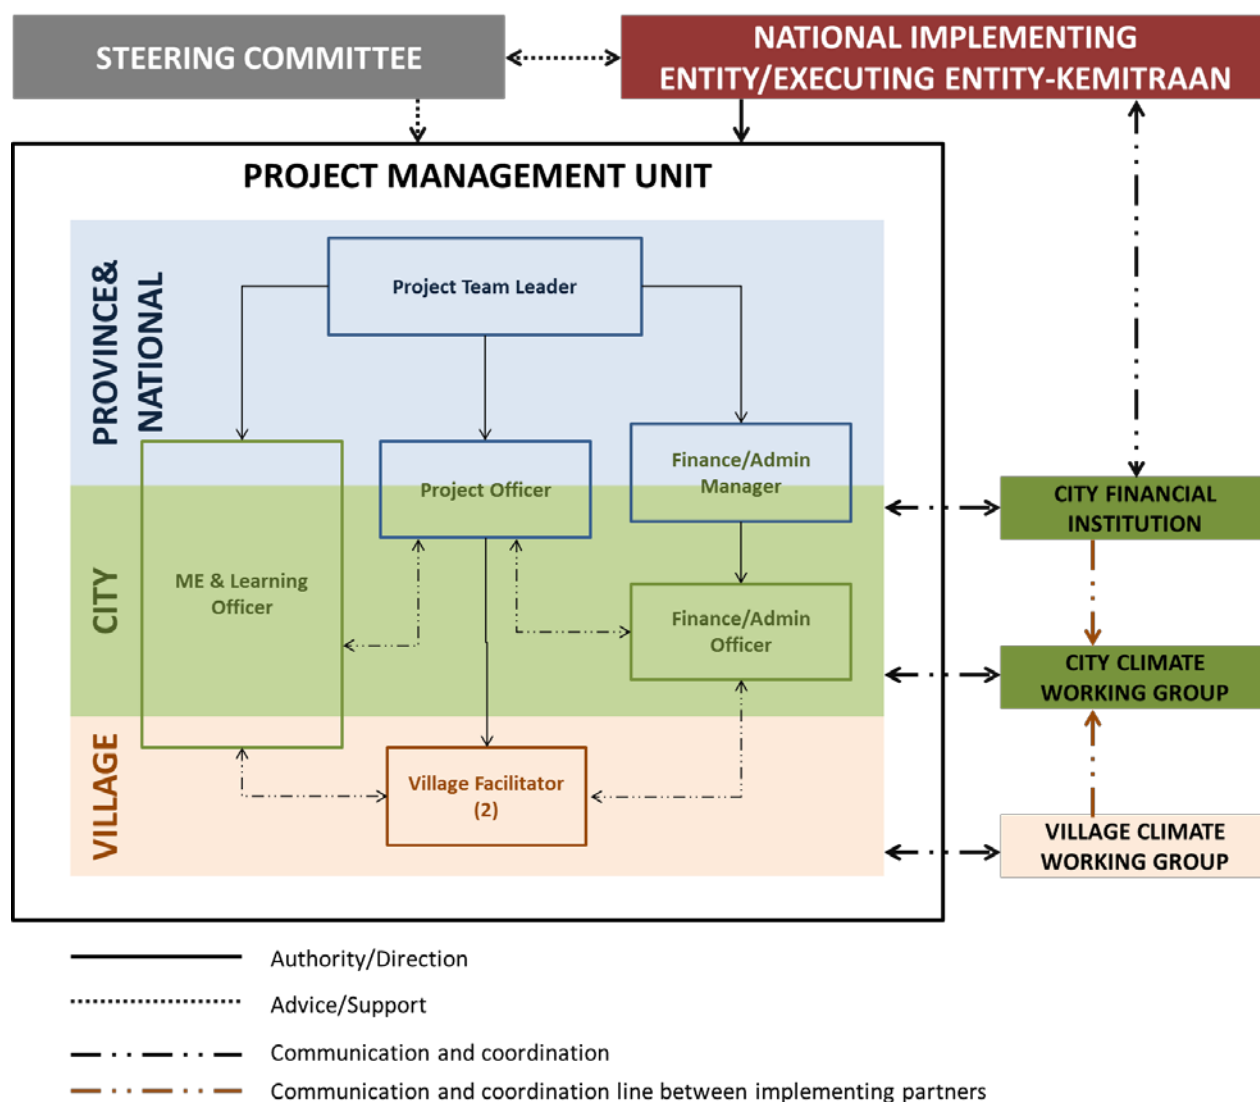 STEERING COMMITTEE
NATIONAL IMPLEMENTING
ENTITY/EXECUTING ENTITY-KEMITRAAN
PROJECT MANAGEMENT UNIT
PROVINCE&
NATIONAL
Project Team Leader
Finance/Admin
Manager
Project Officer
CITY FINANCIAL
INSTITUTION
CITY
ME & Learning
Officer
Finance/Admin
Officer
CITY CLIMATE
WORKING GROUP
VILLAGE
Village Facilitator
(2)
VILLAGE CLIMATE
WORKING GROUP
Authority/Direction
Advice/Support
Communication and coordination
Communication and coordination line between implementing partners